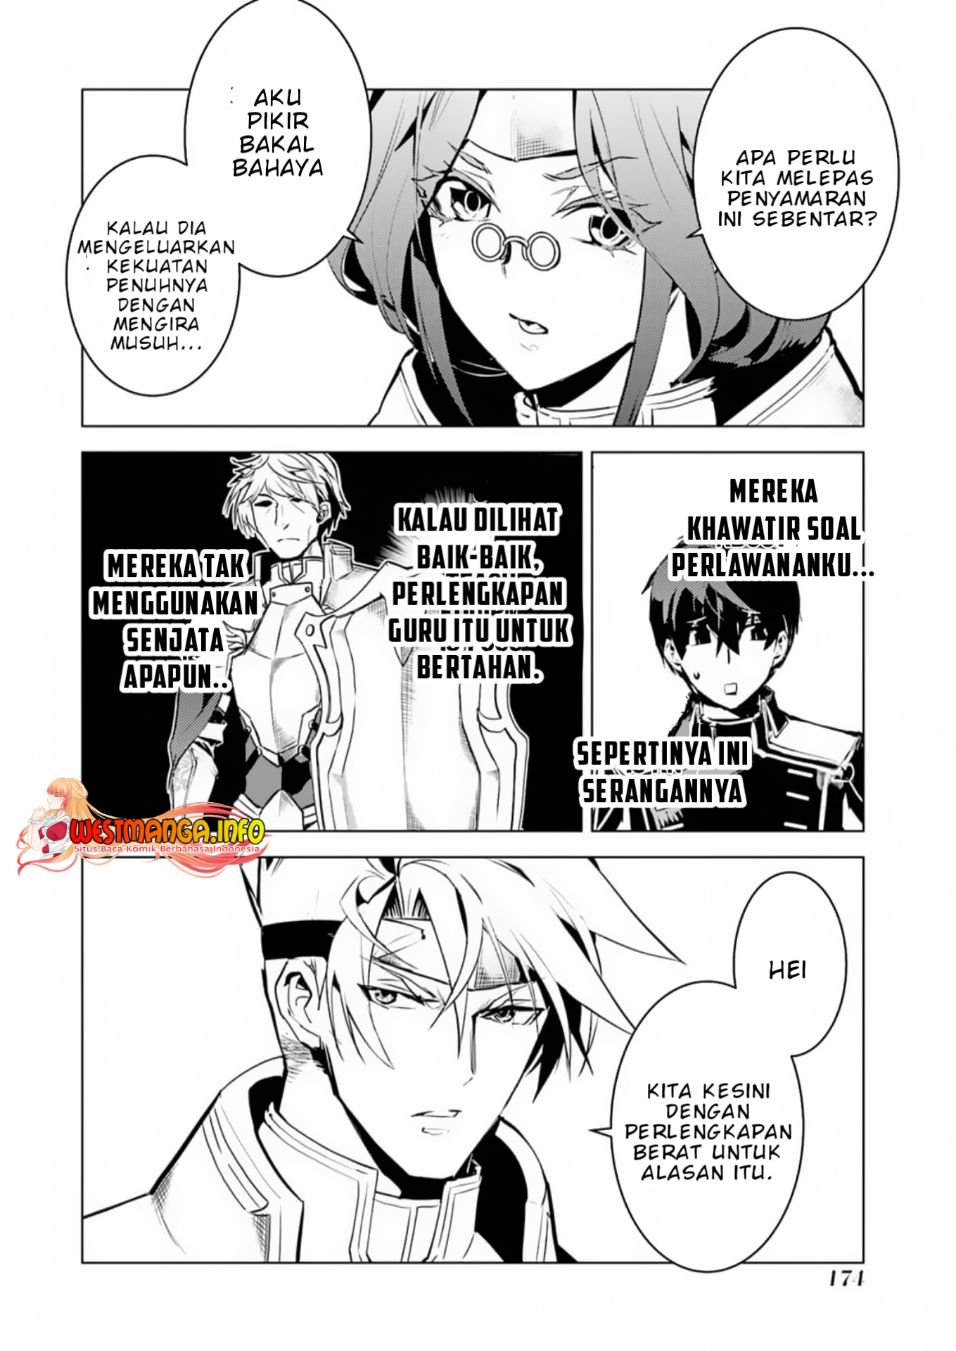 APA PERLU
KITA MELEPAS
PENYAMARAN
INI SEBENTAR?
AKU
PIKIR
BAKAL
BAHAYA
KALAU DIA
MENGELUARKAN
KEKUATAN
PENUHNYA
DENGAN
MENGIRA
MUSUH...
MEREKA
KHAWATIR SOAL
PERLAWANANKU...
SEPERTINYA INI
SERANGANNYA
KALAU DILIHAT
BAIK-BAIK,
PERLENGKAPAN
GURU ITU UNTUK
BERTAHAN.
MEREKA TAK
MENGGUNAKAN
SENJATA
APAPUN..
WESTMANGA.INFO
Situs Baca Komik Berbahasa Indonesia
HEI
KITA KESINI
DENGAN
PERLENGKAPAN
BERAT UNTUK
ALASAN ITU.
174